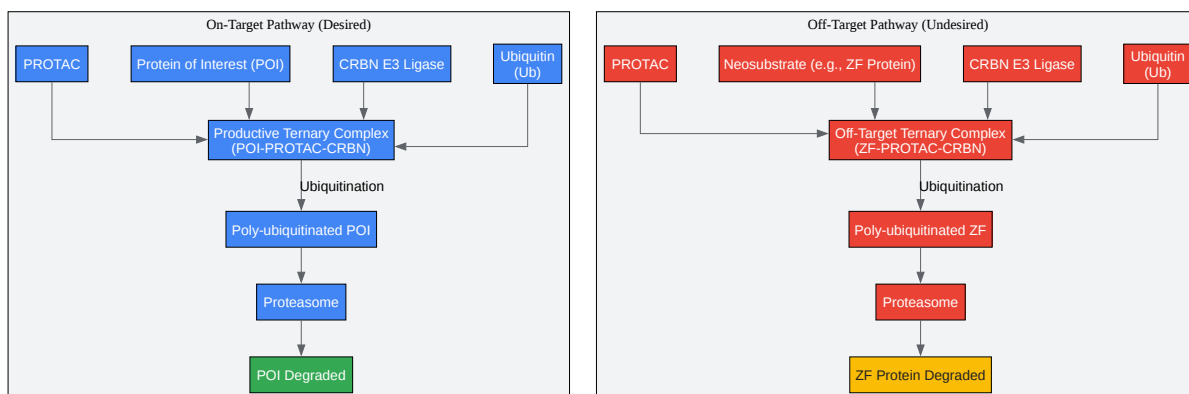 On-Target Pathway (Desired)
PROTAC
Protein of Interest (POI)
CRBN E3 Ligase
Ubiquitin
(Ub)
Productive Ternary Complex
(POI-PROTAC-CRBN)
Ubiquitination
Poly-ubiquitinated POI
Proteasome
POI Degraded
Off-Target Pathway (Undesired)
PROTAC
Neosubstrate (e.g., ZF Protein)
CRBN E3 Ligase
Ubiquitin
(Ub)
Off-Target Ternary Complex
(ZF-PROTAC-CRBN)
Ubiquitination
Poly-ubiquitinated ZF
Proteasome
ZF Protein Degraded